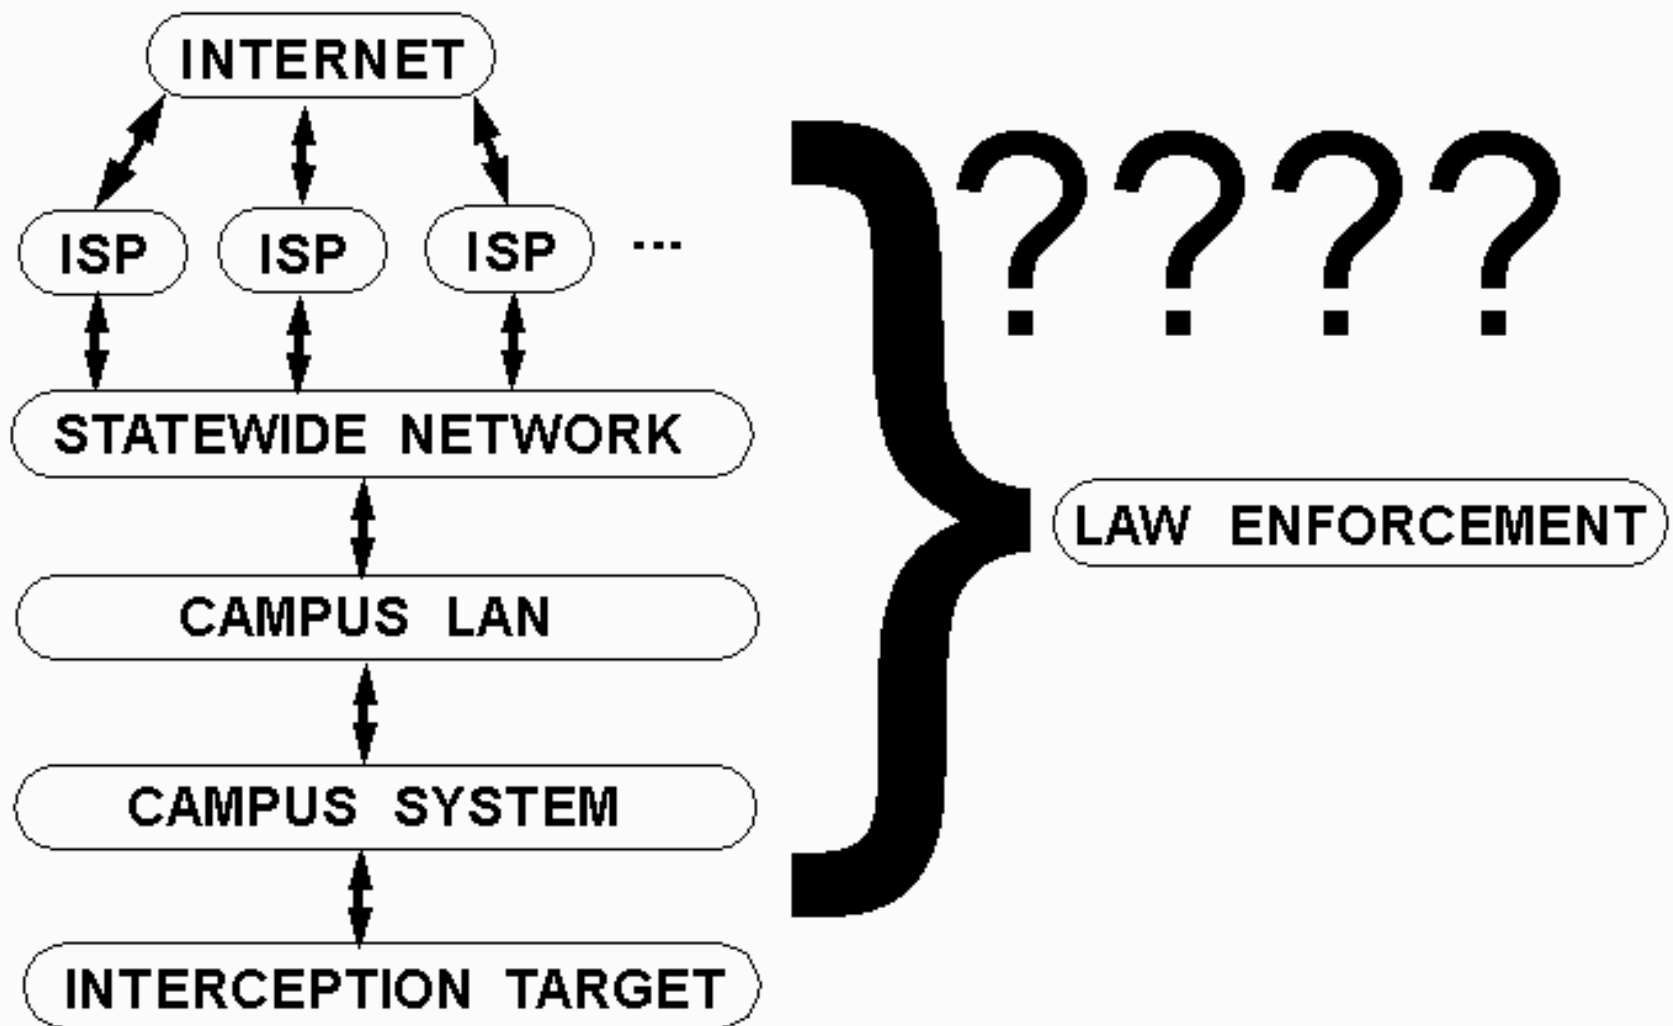 INTERNET
ISP ISP ISP ...
????
STATEWIDE NETWORK
LAW ENFORCEMENT
CAMPUS LAN
CAMPUS SYSTEM
INTERCEPTION TARGET